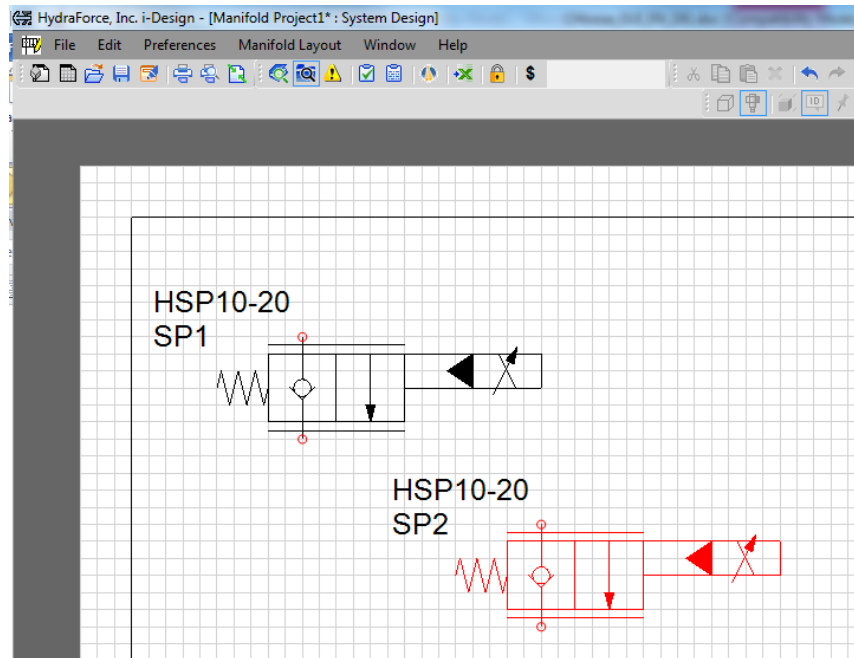 HydraForce, Inc. i-Design - [Manifold Project1* : System Design]
File Edit Preferences Manifold Layout Window Help
$
ID
HSP10-20
SP1
HSP10-20
SP2